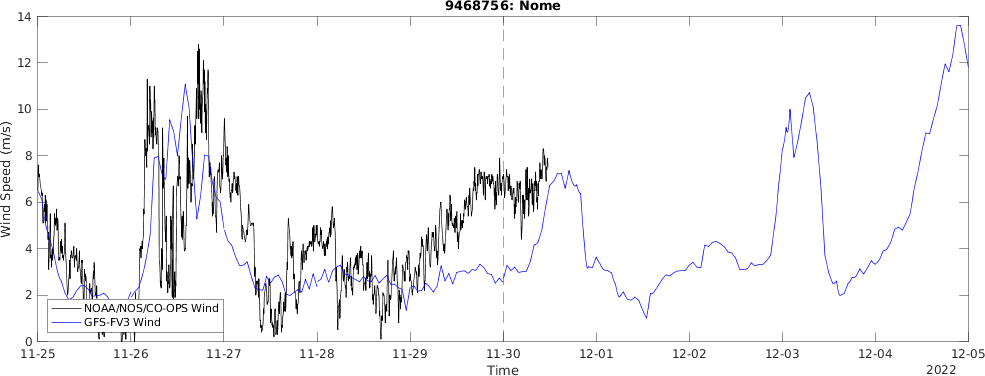 9468756: Nome
14
12
10
8
6
4
2
0
Wind Speed (m/s)
NOAA/NOS/CO-OPS Wind
GFS-FV3 Wind
11-25 11-26 11-27 11-28 11-29 11-30 12-01 12-02 12-03 12-04 12-05
Time
2022